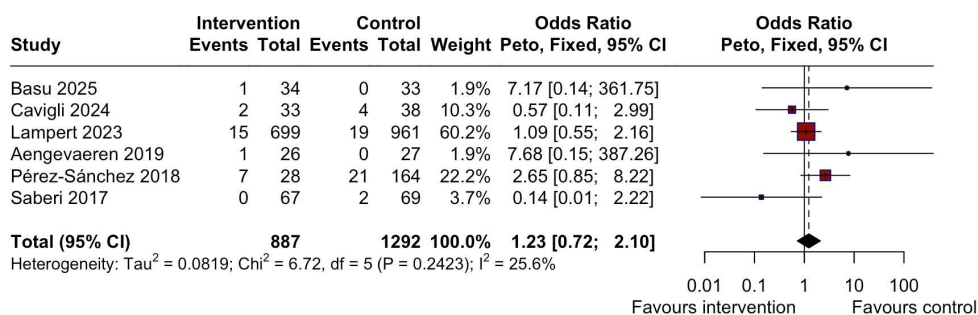 Intervention Control Odds Ratio Odds Ratio
Study Events Total Events Total Weight Peto, Fixed, 95% CI Peto, Fixed, 95% CI
Basu 2025 1 34 0 33 1.9% 7.17 [0.14; 361.75]
Cavigli 2024 2 33 4 38 10.3% 0.57 [0.11; 2.99]
Lampert 2023 15 699 19 961 60.2% 1.09 [0.55; 2.16]
Aengevaeren 2019 1 26 0 27 1.9% 7.68 [0.15; 387.26]
Pérez-Sánchez 2018 7 28 21 164 22.2% 2.65 [0.85; 8.22]
Saberi 2017 0 67 2 69 3.7% 0.14 [0.01; 2.22]
Total (95% CI) 887 1292 100.0% 1.23 [0.72; 2.10]
Heterogeneity: Tau² = 0.0819; Chi² = 6.72, df = 5 (P = 0.2423); I² = 25.6%
0.01 0.1 1 10 100
Favours intervention Favours control